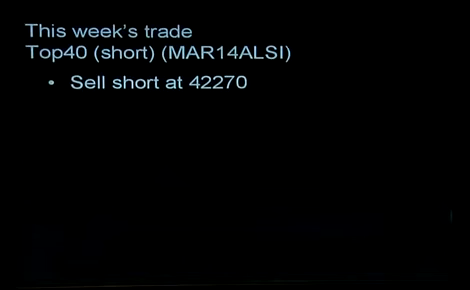 This week's trade
Top40 (short) (MAR14ALSI)
• Sell short at 42270